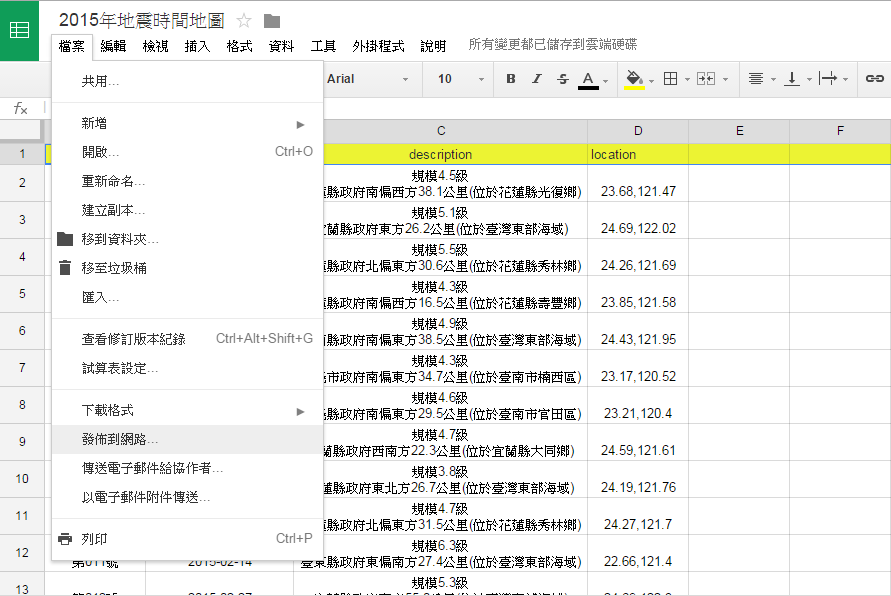 2015年地震時間地圖
檔案 編輯 檢視 插入 格式 資料 工具 外掛程式 說明 所有變更都已儲存到雲端硬碟
Arial 10 B I S A
fx
共用...
新增
開啟... Ctrl+O
重新命名...
建立副本...
移到資料夾...
移至垃圾桶
匯入...
查看修訂版本紀錄 Ctrl+Alt+Shift+G
試算表設定...
下載格式
發佈到網路...
傳送電子郵件給協作者...
以電子郵件附件傳送...
列印 Ctrl+P
C D E F
1 description location
2 規模4.5級
縣政府南偏西方38.1公里(位於花蓮縣光復鄉) 23.68,121.47
3 規模5.1級
縣政府東方26.2公里(位於臺灣東部海域) 24.69,122.02
4 規模5.5級
縣政府北偏東方30.6公里(位於花蓮縣秀林鄉) 24.26,121.69
5 規模4.3級
縣政府南偏西方16.5公里(位於花蓮縣壽豐鄉) 23.85,121.58
6 規模4.9級
縣政府南偏東方38.5公里(位於臺灣東部海域) 24.43,121.95
7 規模4.3級
市政府南偏東方34.7公里(位於臺南市楠西區) 23.17,120.52
8 規模4.6級
縣政府南偏東方29.5公里(位於臺南市官田區) 23.21,120.4
9 規模4.7級
蘭縣政府西南方22.3公里(位於宜蘭縣大同鄉) 24.59,121.61
10 規模3.8級
蓮縣政府東北方26.7公里(位於臺灣東部海域) 24.19,121.76
11 規模4.7級
縣政府北偏東方31.5公里(位於花蓮縣秀林鄉) 24.27,121.7
12 規模6.3級
第011號 2015-02-14 臺東縣政府東偏南方27.4公里(位於臺灣東部海域) 22.66,121.4
13 規模5.3級